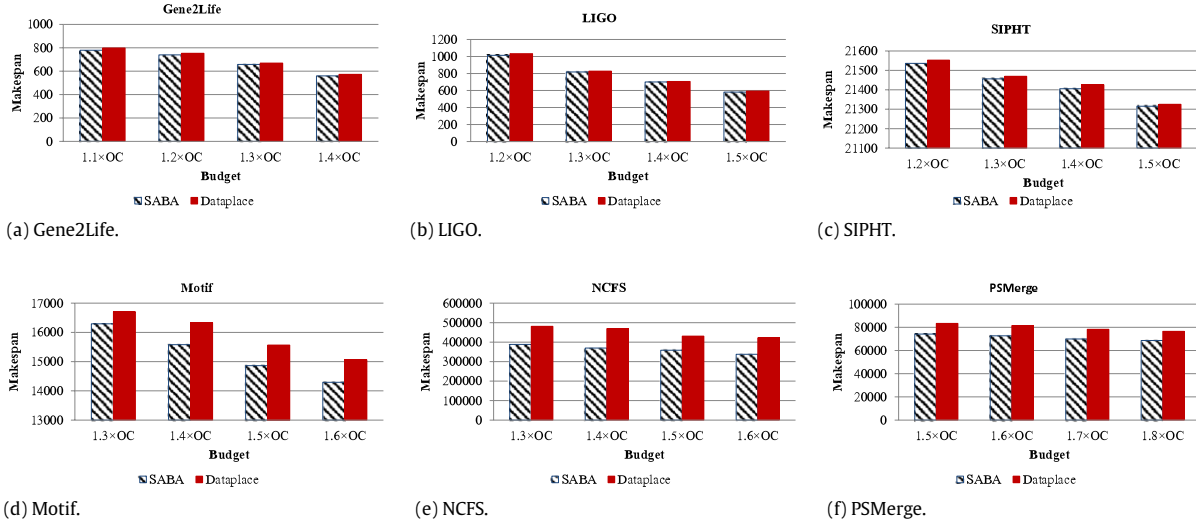 Gene2Life
1000
800
600
400
200
0
Makespan
1.1×OC 1.2×OC 1.3×OC 1.4×OC
Budget
SABA Dataplace
(a) Gene2Life.
LIGO
1200
1000
800
600
400
200
0
Makespan
1.2×OC 1.3×OC 1.4×OC 1.5×OC
Budget
SABA Dataplace
(b) LIGO.
SIPHT
21600
21500
21400
21300
21200
21100
Makespan
1.2×OC 1.3×OC 1.4×OC 1.5×OC
Budget
SABA Dataplace
(c) SIPHT.
Motif
17000
16000
15000
14000
13000
Makespan
1.3×OC 1.4×OC 1.5×OC 1.6×OC
Budget
SABA Dataplace
(d) Motif.
NCFS
600000
500000
400000
300000
200000
100000
0
Makespan
1.3×OC 1.4×OC 1.5×OC 1.6×OC
Budget
SABA Dataplace
(e) NCFS.
PSMerge
100000
80000
60000
40000
20000
0
Makespan
1.5×OC 1.6×OC 1.7×OC 1.8×OC
Budget
SABA Dataplace
(f) PSMerge.